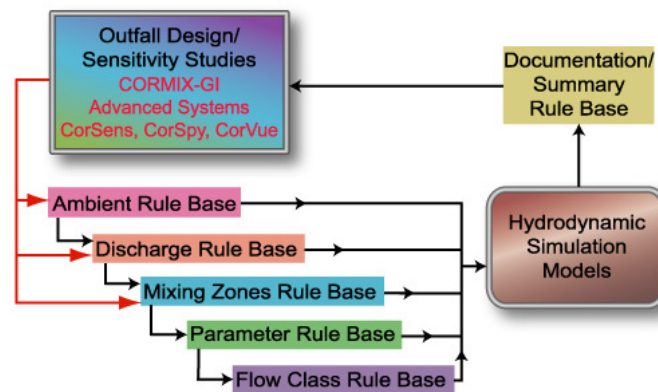 Outfall Design/
Sensitivity Studies
CORMIX-GI
Advanced Systems
CorSens, CorSpy, CorVue
Documentation/
Summary
Rule Base
Ambient Rule Base
Discharge Rule Base
Mixing Zones Rule Base
Parameter Rule Base
Flow Class Rule Base
Hydrodynamic
Simulation
Models